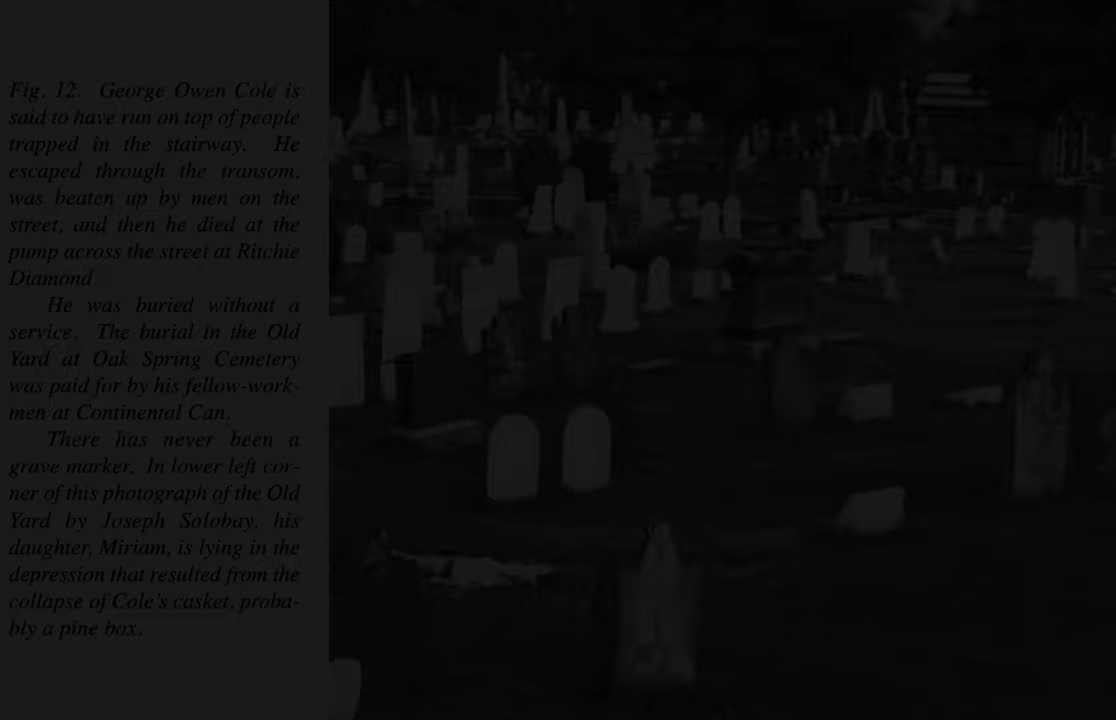 Fig. 12. George Owen Cole is
said to have run on top of people
trapped in the stairway. He
escaped through the transom,
was beaten up by men on the
street, and then he died at the
pump across the street at Ritchie
Diamond.
He was buried without a
service. The burial in the Old
Yard at Oak Spring Cemetery
was paid for by his fellow-work-
men at Continental Can.
There has never been a
grave marker. In lower left cor-
ner of this photograph of the Old
Yard by Joseph Solobay, his
daughter, Miriam, is lying in the
depression that resulted from the
collapse of Cole's casket, proba-
bly a pine box.